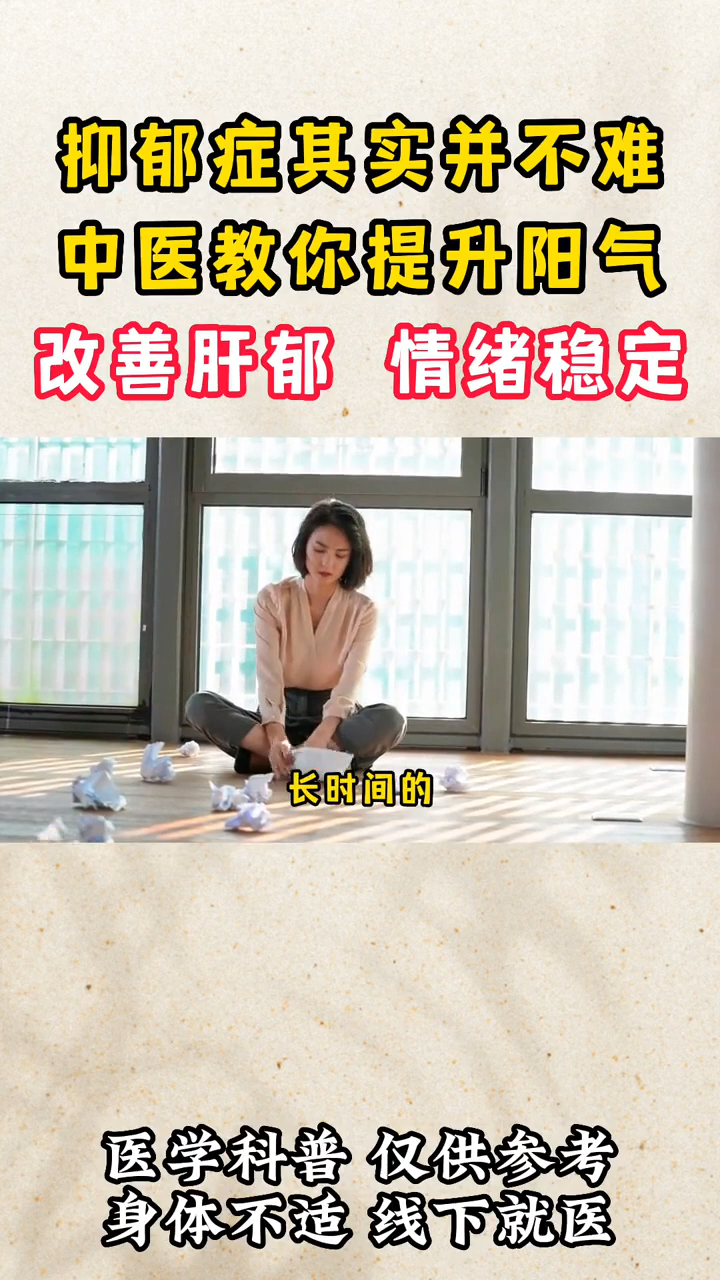 抑郁症其实并不难
中医教你提升阳气
改善肝郁 情绪稳定
长时间的
医学科普 仅供参考
身体不适 线下就医